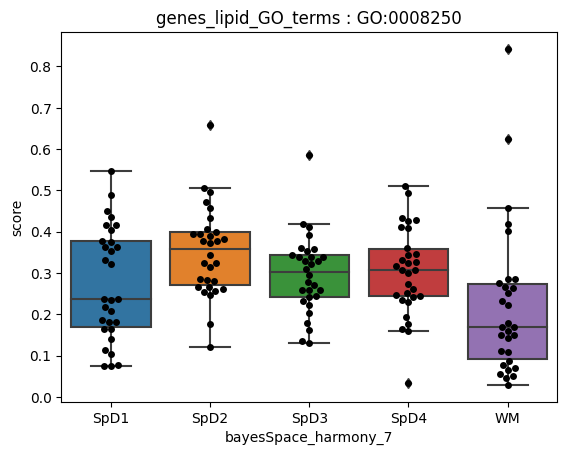 genes_lipid_GO_terms : GO:0008250
0.8
0.7
0.6
0.5
0.4
0.3
0.2
0.1
0.0
score
SpD1 SpD2 SpD3 SpD4 WM
bayesSpace_harmony_7